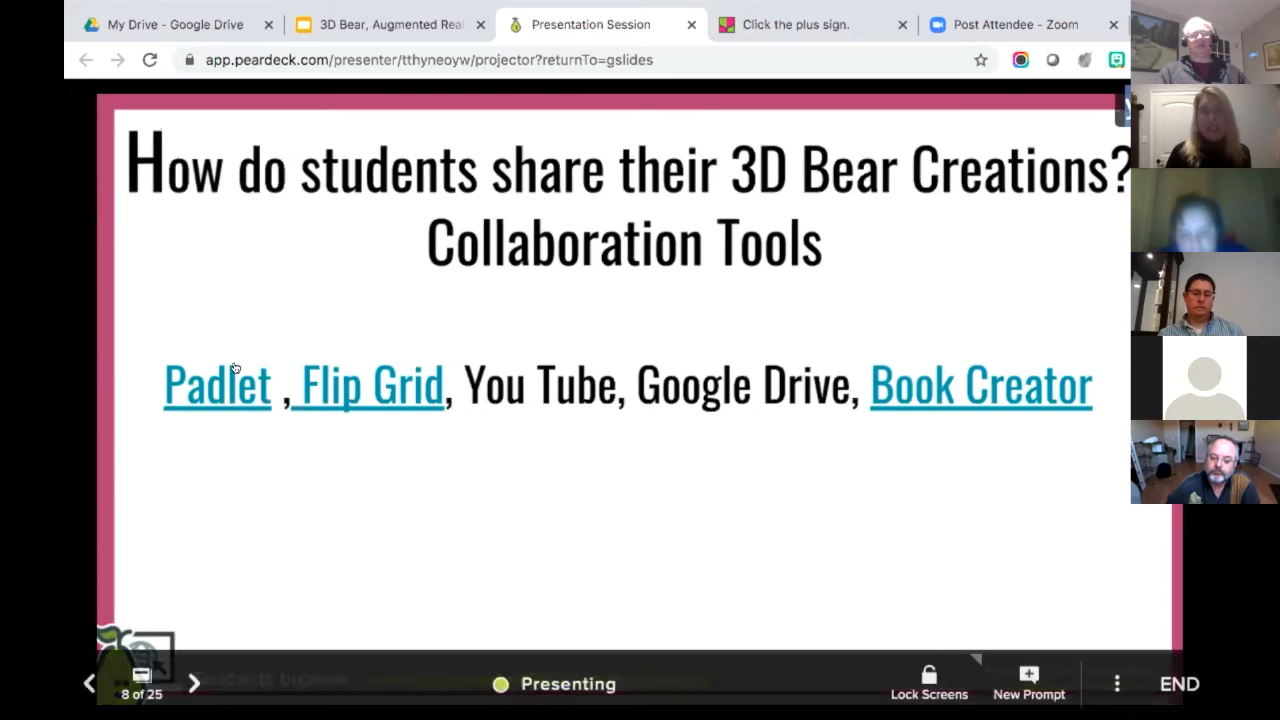 My Drive - Google Drive
3D Bear, Augmented Rea
Presentation Session
Click the plus sign.
Post Attendee - Zoom
app.peardeck.com/presenter/tthyneoyw/projector?returnTo=gslides
How do students share their 3D Bear Creations?
Collaboration Tools
Padlet , Flip Grid, You Tube, Google Drive, Book Creator
8 of 25
Presenting
Lock Screens
New Prompt
END